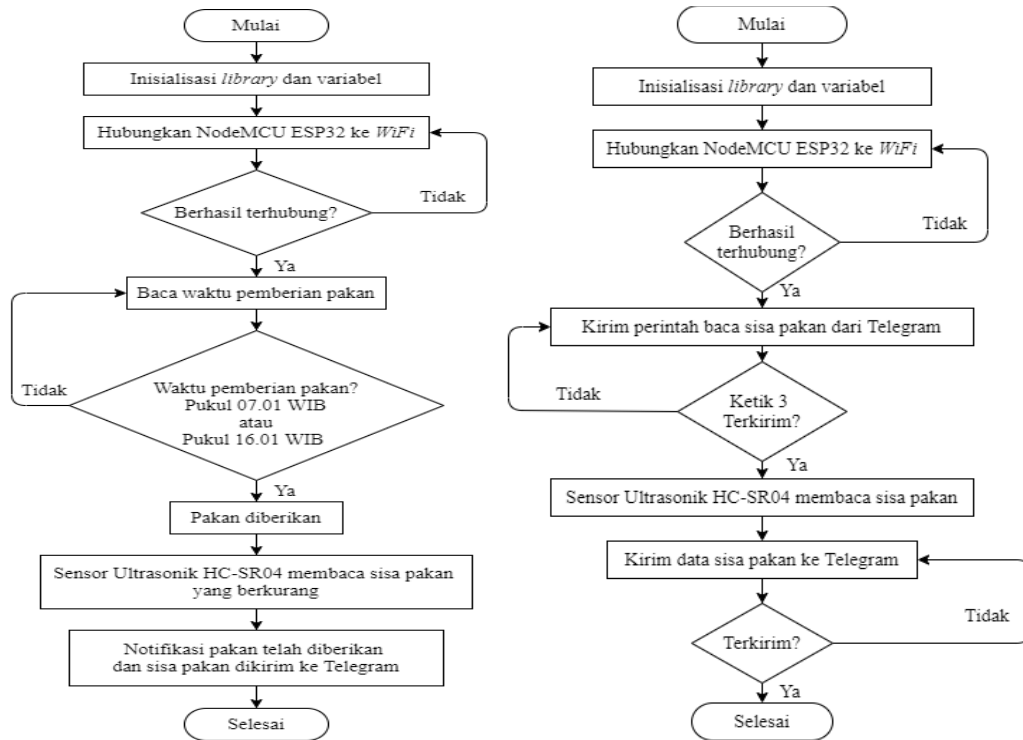 Mulai
Inisialisasi library dan variabel
Hubungkan NodeMCU ESP32 ke WiFi
Tidak
Berhasil terhubung?
Ya
Baca waktu pemberian pakan
Tidak
Waktu pemberian pakan?
Pukul 07.01 WIB
atau
Pukul 16.01 WIB
Ya
Pakan diberikan
Sensor Ultrasonik HC-SR04 membaca sisa pakan
yang berkurang
Notifikasi pakan telah diberikan
dan sisa pakan dikirim ke Telegram
Selesai
Mulai
Inisialisasi library dan variabel
Hubungkan NodeMCU ESP32 ke WiFi
Tidak
Berhasil
terhubung?
Ya
Kirim perintah baca sisa pakan dari Telegram
Tidak
Ketik 3
Terkirim?
Ya
Sensor Ultrasonik HC-SR04 membaca sisa pakan
Kirim data sisa pakan ke Telegram
Tidak
Terkirim?
Ya
Selesai